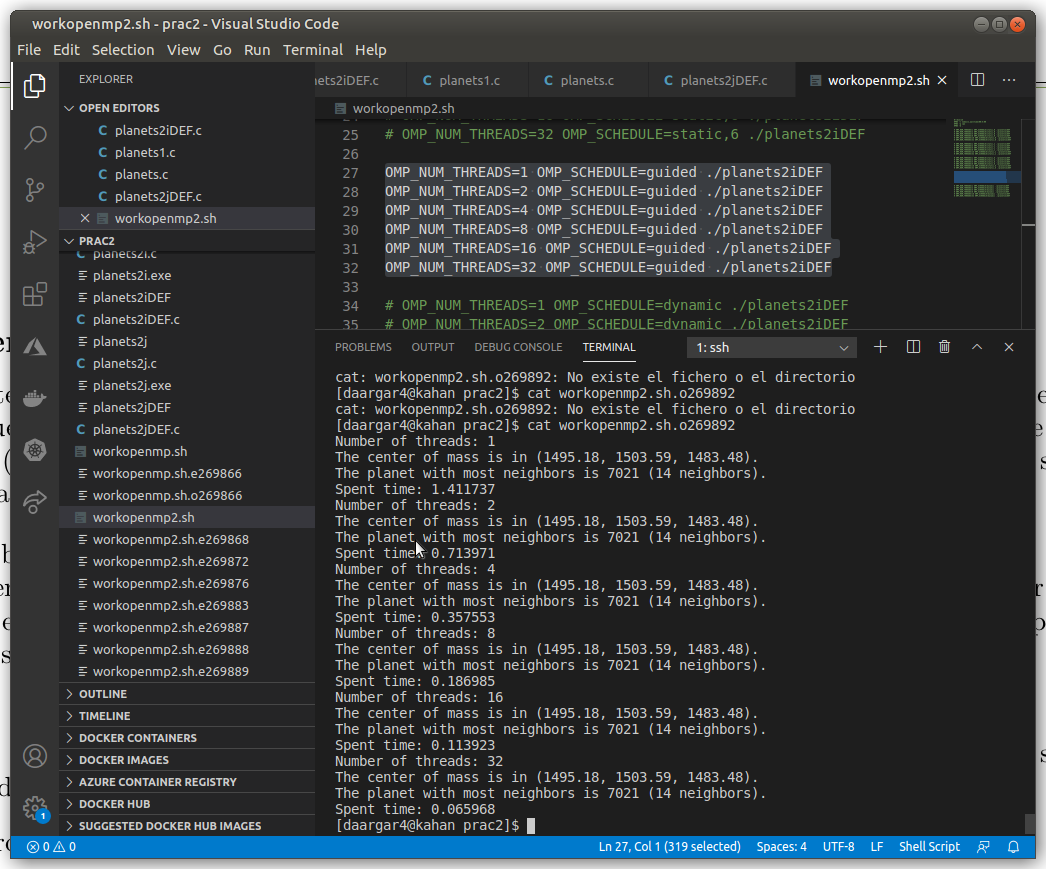 workopenmp2.sh - prac2 - Visual Studio Code
File Edit Selection View Go Run Terminal Help
EXPLORER
OPEN EDITORS
C planets2iDEF.c
C planets1.c
C planets.c
C planets2jDEF.c
workopenmp2.sh
PRAC2
C planets2i.c
planets2i.exe
planets2iDEF
C planets2iDEF.c
planets2j
C planets2j.c
planets2j.exe
planets2jDEF
C planets2jDEF.c
workopenmp.sh
workopenmp.sh.e269866
workopenmp.sh.o269866
workopenmp2.sh
workopenmp2.sh.e269868
workopenmp2.sh.e269872
workopenmp2.sh.e269876
workopenmp2.sh.e269883
workopenmp2.sh.e269887
workopenmp2.sh.e269888
workopenmp2.sh.e269889
OUTLINE
TIMELINE
DOCKER CONTAINERS
DOCKER IMAGES
AZURE CONTAINER REGISTRY
DOCKER HUB
SUGGESTED DOCKER HUB IMAGES
1
nets2iDEF.c C planets1.c C planets.c C planets2jDEF.c workopenmp2.sh
workopenmp2.sh
25 # OMP_NUM_THREADS=32 OMP_SCHEDULE=static,6 ./planets2iDEF
26
27 OMP_NUM_THREADS=1 OMP_SCHEDULE=guided ./planets2iDEF
28 OMP_NUM_THREADS=2 OMP_SCHEDULE=guided ./planets2iDEF
29 OMP_NUM_THREADS=4 OMP_SCHEDULE=guided ./planets2iDEF
30 OMP_NUM_THREADS=8 OMP_SCHEDULE=guided ./planets2iDEF
31 OMP_NUM_THREADS=16 OMP_SCHEDULE=guided ./planets2iDEF
32 OMP_NUM_THREADS=32 OMP_SCHEDULE=guided ./planets2iDEF
33
34 # OMP_NUM_THREADS=1 OMP_SCHEDULE=dynamic ./planets2iDEF
35 # OMP_NUM_THREADS=2 OMP_SCHEDULE=dynamic ./planets2iDEF
PROBLEMS OUTPUT DEBUG CONSOLE TERMINAL 1: ssh
cat: workopenmp2.sh.o269892: No existe el fichero o el directorio
[daargar4@kahan prac2]$ cat workopenmp2.sh.o269892
cat: workopenmp2.sh.o269892: No existe el fichero o el directorio
[daargar4@kahan prac2]$ cat workopenmp2.sh.o269892
Number of threads: 1
The center of mass is in (1495.18, 1503.59, 1483.48).
The planet with most neighbors is 7021 (14 neighbors).
Spent time: 1.411737
Number of threads: 2
The center of mass is in (1495.18, 1503.59, 1483.48).
The planet with most neighbors is 7021 (14 neighbors).
Spent time: 0.713971
Number of threads: 4
The center of mass is in (1495.18, 1503.59, 1483.48).
The planet with most neighbors is 7021 (14 neighbors).
Spent time: 0.357553
Number of threads: 8
The center of mass is in (1495.18, 1503.59, 1483.48).
The planet with most neighbors is 7021 (14 neighbors).
Spent time: 0.186985
Number of threads: 16
The center of mass is in (1495.18, 1503.59, 1483.48).
The planet with most neighbors is 7021 (14 neighbors).
Spent time: 0.113923
Number of threads: 32
The center of mass is in (1495.18, 1503.59, 1483.48).
The planet with most neighbors is 7021 (14 neighbors).
Spent time: 0.065968
[daargar4@kahan prac2]$
0 0 Ln 27, Col 1 (319 selected) Spaces: 4 UTF-8 LF Shell Script